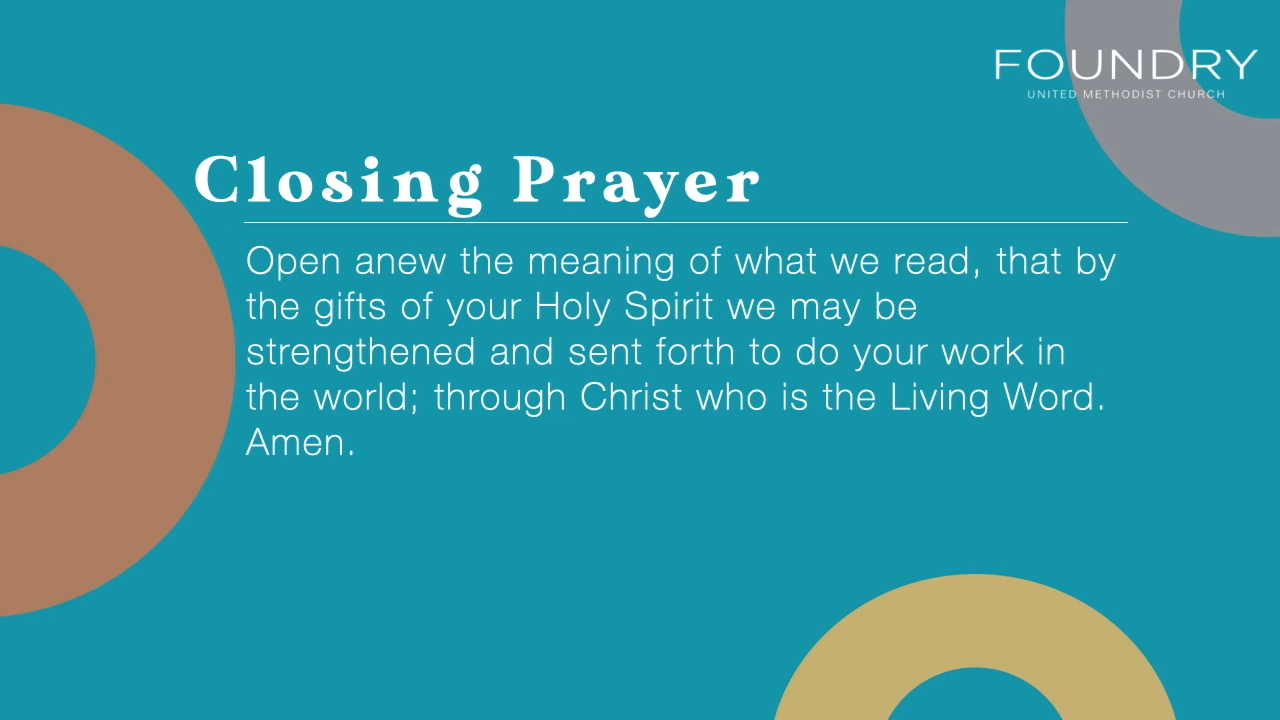 FOUNDRY
UNITED METHODIST CHURCH
Closing Prayer
Open anew the meaning of what we read, that by
the gifts of your Holy Spirit we may be
strengthened and sent forth to do your work in
the world; through Christ who is the Living Word.
Amen.